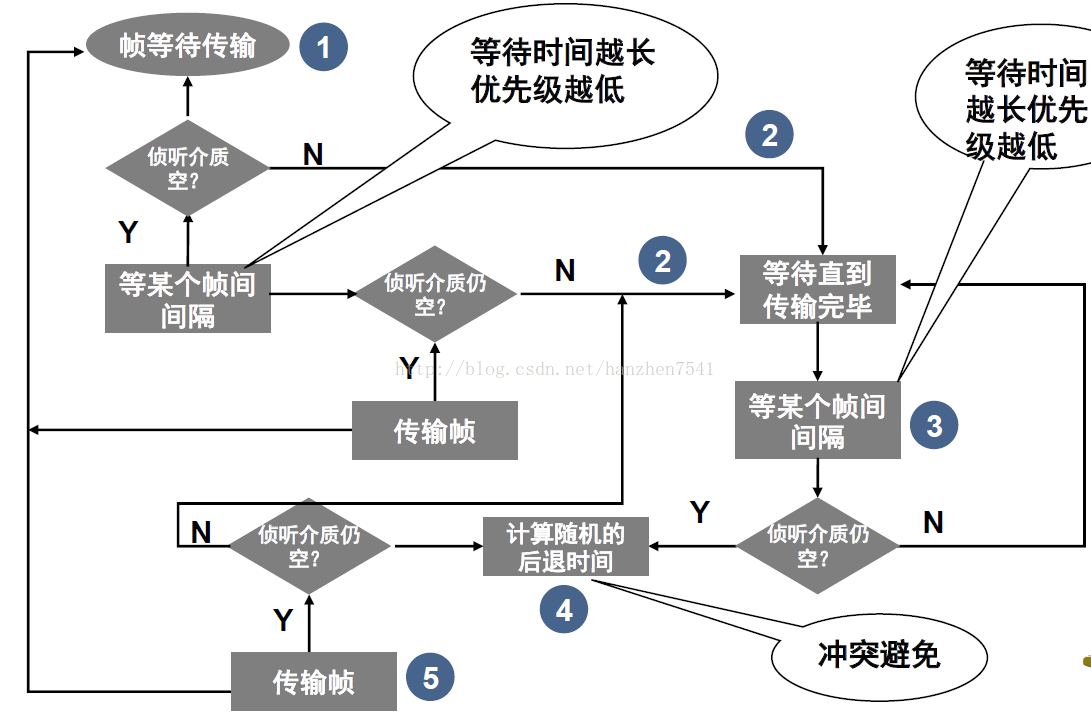 帧等待传输
1
等待时间越长
优先级越低
等待时间
越长优先
级越低
2
侦听介质
空?
N
Y
等某个帧间
间隔
侦听介质仍
空?
N
2
等待直到
传输完毕
Y
http://blog.csdn.net/hanzhen7541
传输帧
等某个帧间
间隔
3
N
侦听介质仍
空?
计算随机的
后退时间
Y
侦听介质仍
空?
N
4
Y
冲突避免
传输帧
5